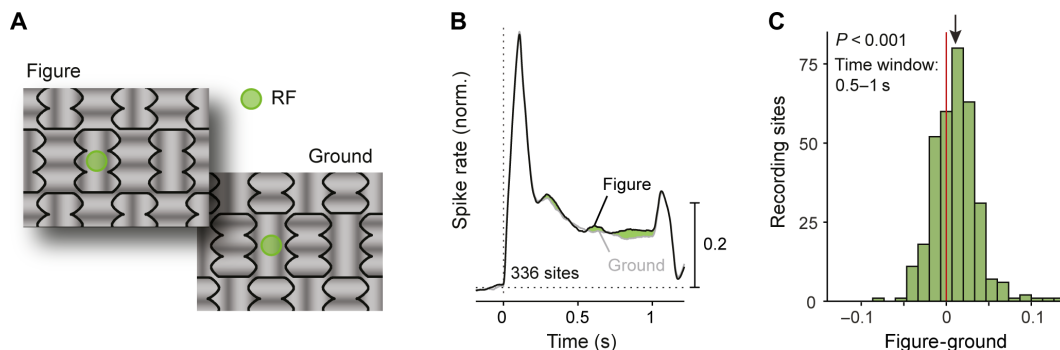 A
Figure
RF
Ground
B
Spike rate (norm.)
Figure
Ground
336 sites
0.2
0
0.5
1
Time (s)
C
P < 0.001
Time window:
0.5–1 s
Recording sites
75
50
25
0
−0.1
0
0.1
Figure-ground